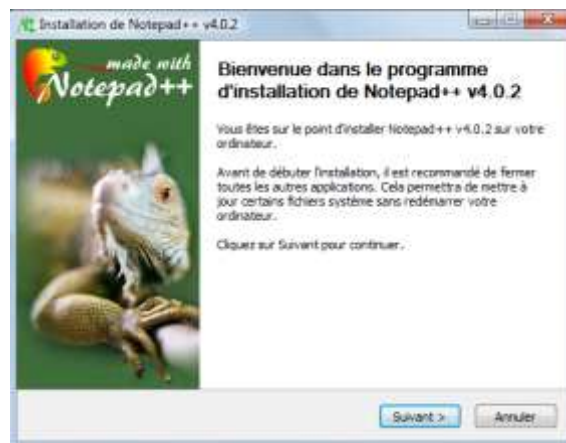 Installation de Notepad++ v4.0.2
made with
Notepad++
Bienvenue dans le programme
d'installation de Notepad++ v4.0.2
Vous êtes sur le point d'installer Notepad++ v4.0.2 sur votre
ordinateur.
Avant de débuter l'installation, il est recommandé de fermer
toutes les autres applications. Cela permettra de mettre à
jour certains fichiers système sans redémarrer votre
ordinateur.
Cliquez sur Suivant pour continuer.
Suivant >
Annuler